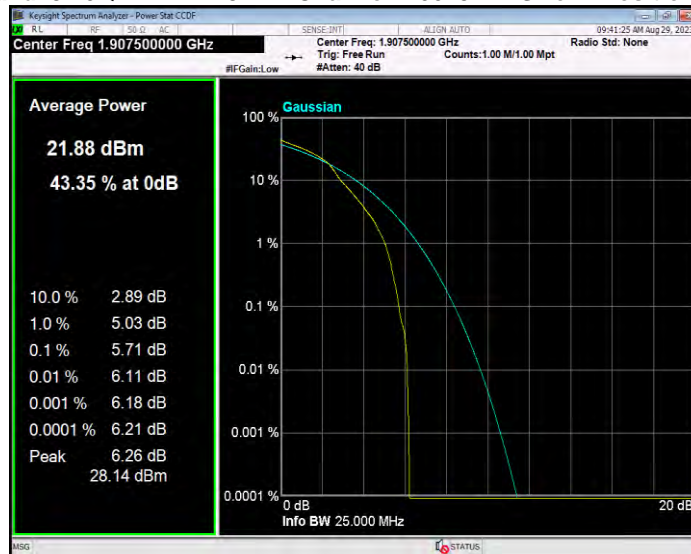 Keysight Spectrum Analyzer - Power Stat CCDF
RL RF 50 Ω AC SENSE:INT ALIGN AUTO 09:41:25 AM Aug 29, 202
Center Freq 1.907500000 GHz
Center Freq: 1.907500000 GHz
Radio Std: None
Trig: Free Run Counts:1.00 M/1.00 Mpt
#IFGain:Low
#Atten: 40 dB
Average Power
21.88 dBm
43.35 % at 0dB
10.0 % 2.89 dB
1.0 % 5.03 dB
0.1 % 5.71 dB
0.01 % 6.11 dB
0.001 % 6.18 dB
0.0001 % 6.21 dB
Peak 6.26 dB
28.14 dBm
Gaussian
100 %
10 %
1 %
0.1 %
0.01 %
0.001 %
0.0001 %
0 dB
20 dB
Info BW 25.000 MHz
MSG
STATUS